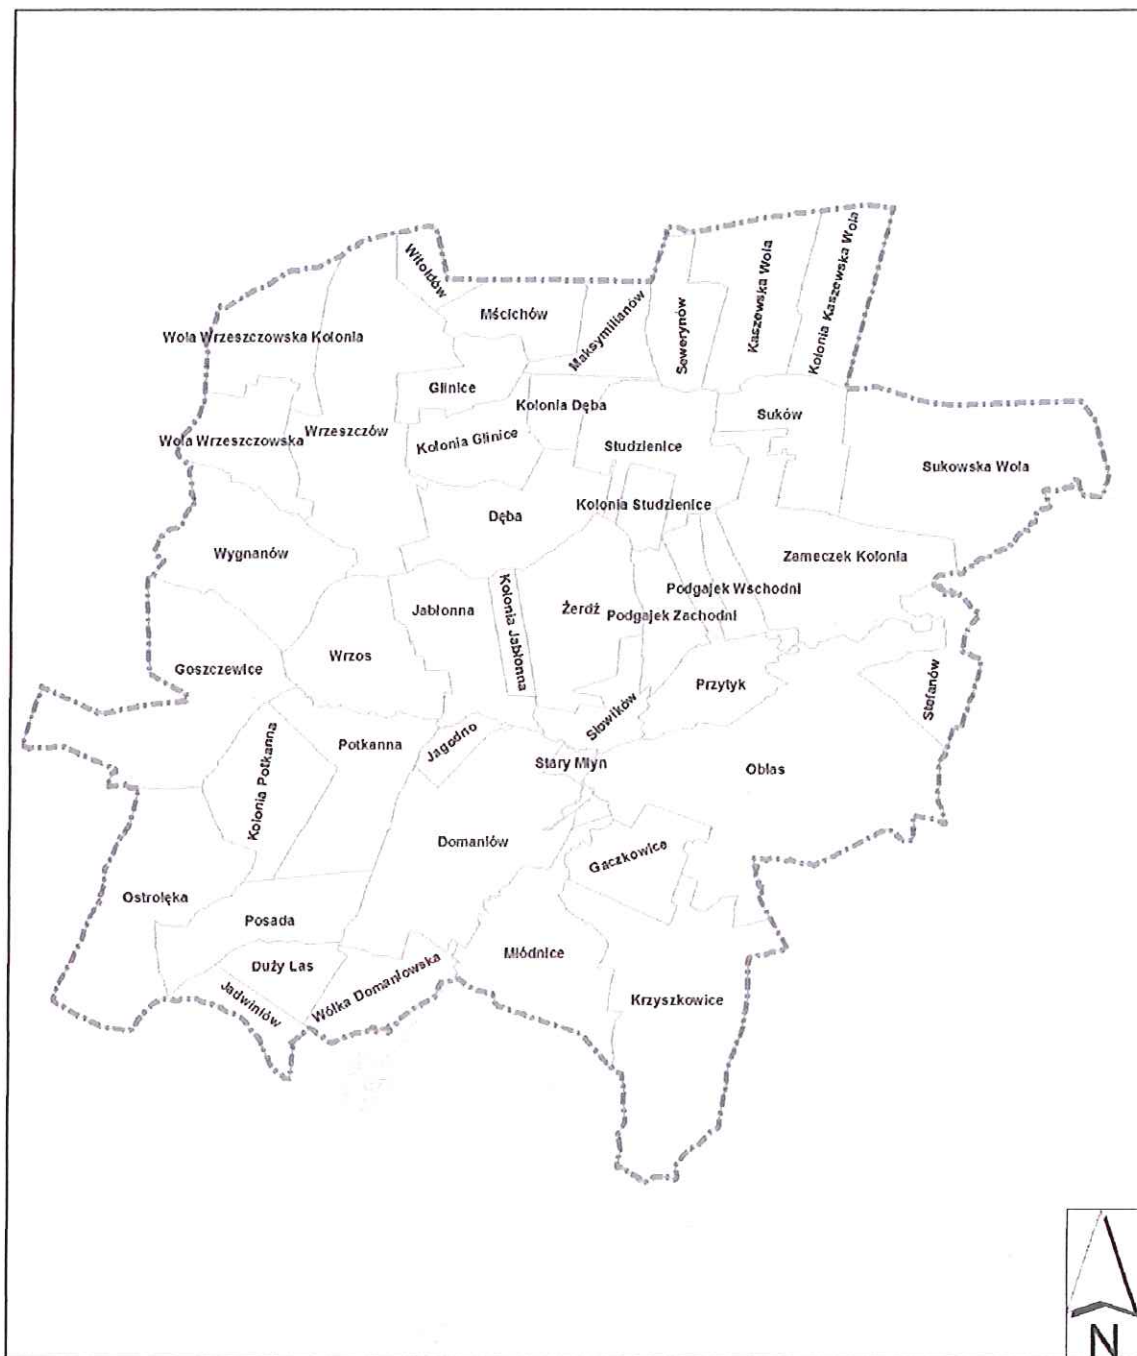 Witołdów
Kaszewska Wola
Kolonia Kaszewska Wola
Mścichów
Maksymilianów
Sewerynów
Wola Wrzeszczowska Kolonia
Glinice
Kolonia Dęba
Suków
Wola Wrzeszczowska
Wrzeszczów
Kolonia Glinice
Studzienice
Sukowska Wola
Kolonia Studzienice
Dęba
Wygnanów
Zameczek Kolonia
Podgajek Wschodni
Jabłonna
Kolonia Jabłonna
Żerdź
Podgajek Zachodni
Wrzos
Goszczewice
Przytyk
Stefanów
Słowików
Potkanna
Jagodno
Stary Młyn
Oblas
Kolonia Potkanna
Domaniów
Gaczkowice
Ostrołęka
Posada
Młódnice
Duży Las
Wólka Domaniowska
Jadwiniów
Krzyszkowice
N